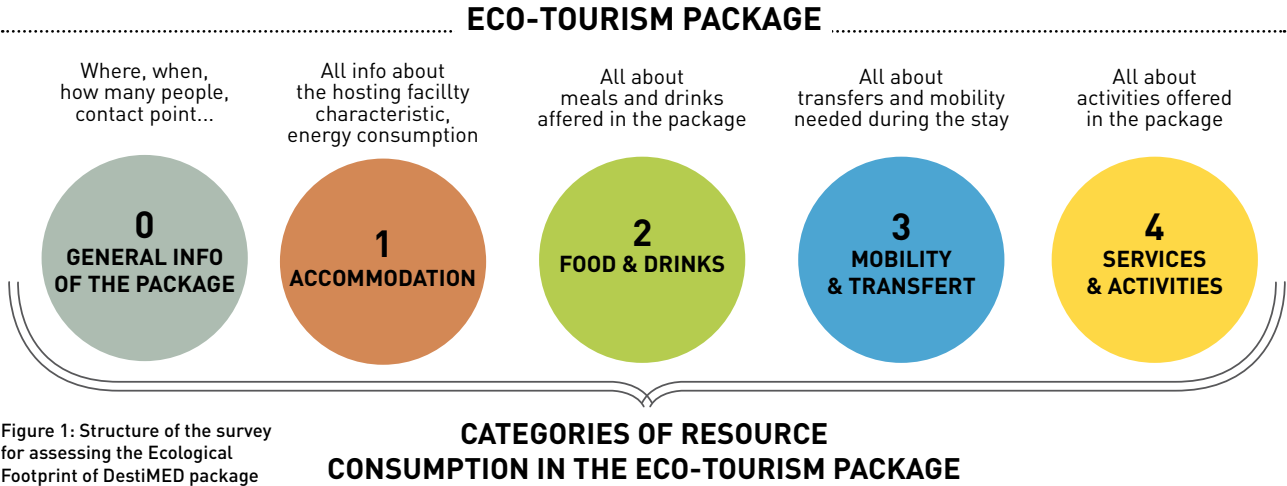 ECO-TOURISM PACKAGE
Where, when,
how many people,
contact point...
All info about
the hosting facillty
characteristic,
energy consumption
All about
meals and drinks
affered in the package
All about
transfers and mobility
needed during the stay
All about
activities offered
in the package
0
GENERAL INFO
OF THE PACKAGE
1
ACCOMMODATION
2
FOOD & DRINKS
3
MOBILITY
& TRANSFERT
4
SERVICES
& ACTIVITIES
Figure 1: Structure of the survey
for assessing the Ecological
Footprint of DestiMED package
CATEGORIES OF RESOURCE
CONSUMPTION IN THE ECO-TOURISM PACKAGE